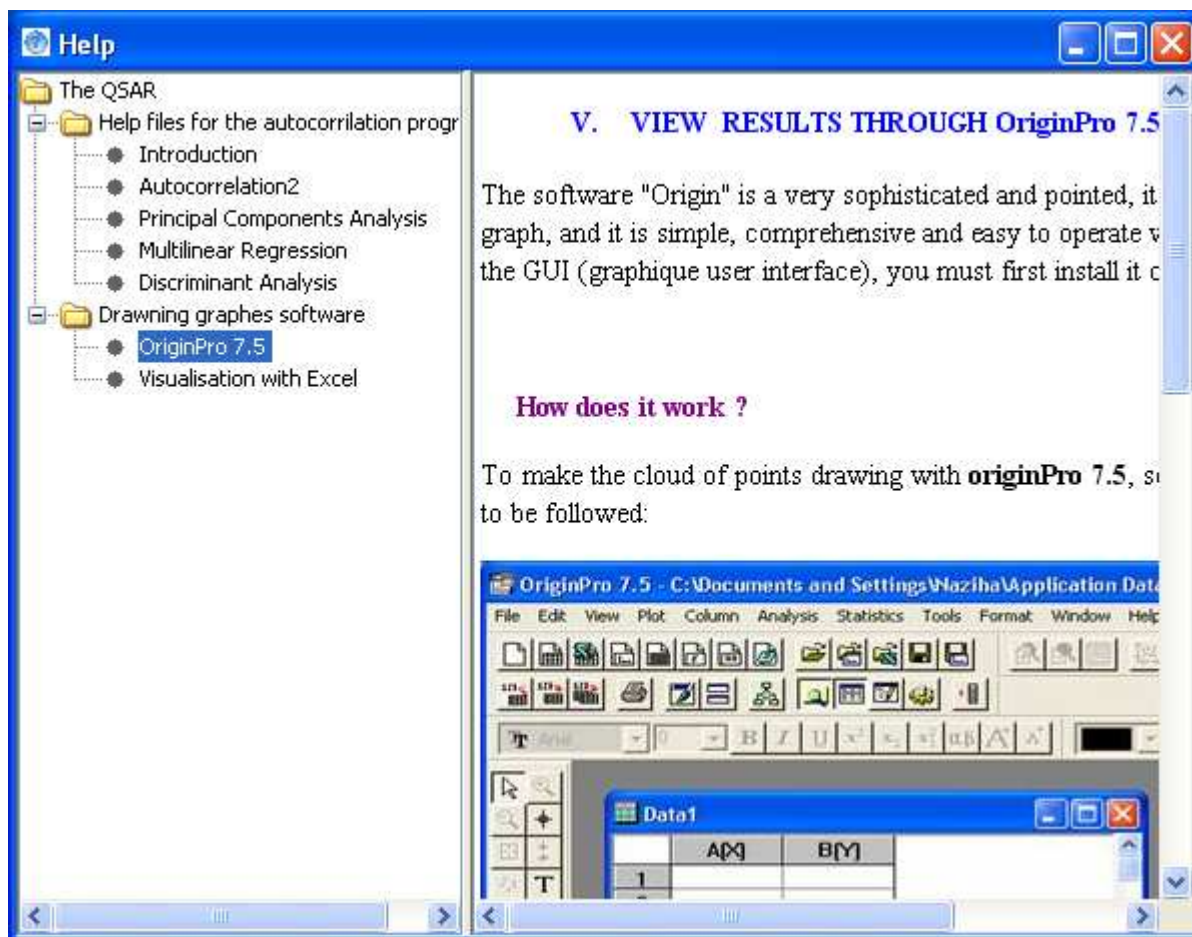 Help
The QSAR
Help files for the autocorrilation progr
Introduction
Autocorrelation2
Principal Components Analysis
Multilinear Regression
Discriminant Analysis
Drawning graphes software
OriginPro 7.5
Visualisation with Excel
V. VIEW RESULTS THROUGH OriginPro 7.5
The software "Origin" is a very sophisticated and pointed, it
graph, and it is simple, comprehensive and easy to operate
the GUI (graphique user interface), you must first install it
How does it work ?
To make the cloud of points drawing with originPro 7.5,
to be followed:
OriginPro 7.5 - C:\Documents and Settings\Naziha\Application Data
File Edit View Plot Column Analysis Statistics Tools Format Window Help
Arial 0 B I U αβ
Data1
A[X] B[Y]
1
T